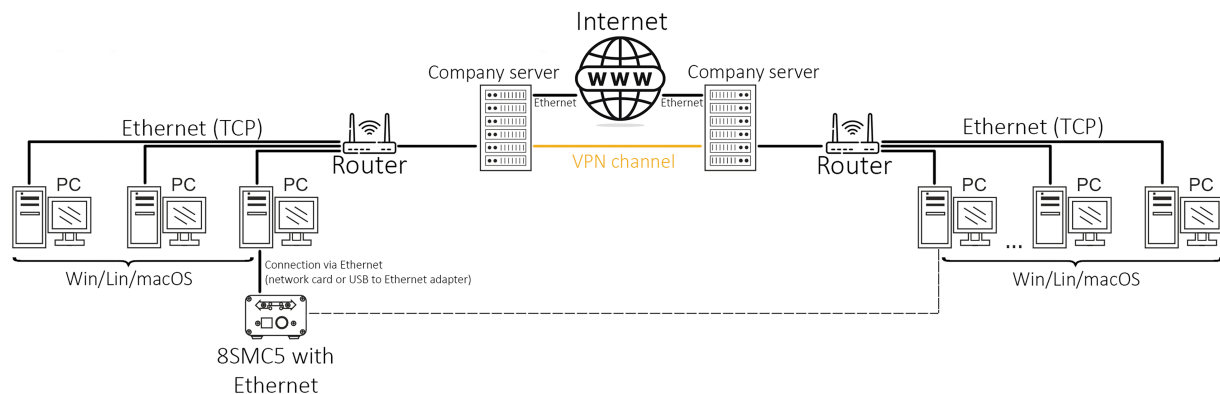 Internet
Company server
Company server
WWW
Ethernet
Ethernet
Ethernet (TCP)
Ethernet (TCP)
Router
VPN channel
Router
PC
PC
PC
PC
PC
PC
...
Win/Lin/macOS
Connection via Ethernet
(network card or USB to Ethernet adapter)
Win/Lin/macOS
8SMC5 with
Ethernet